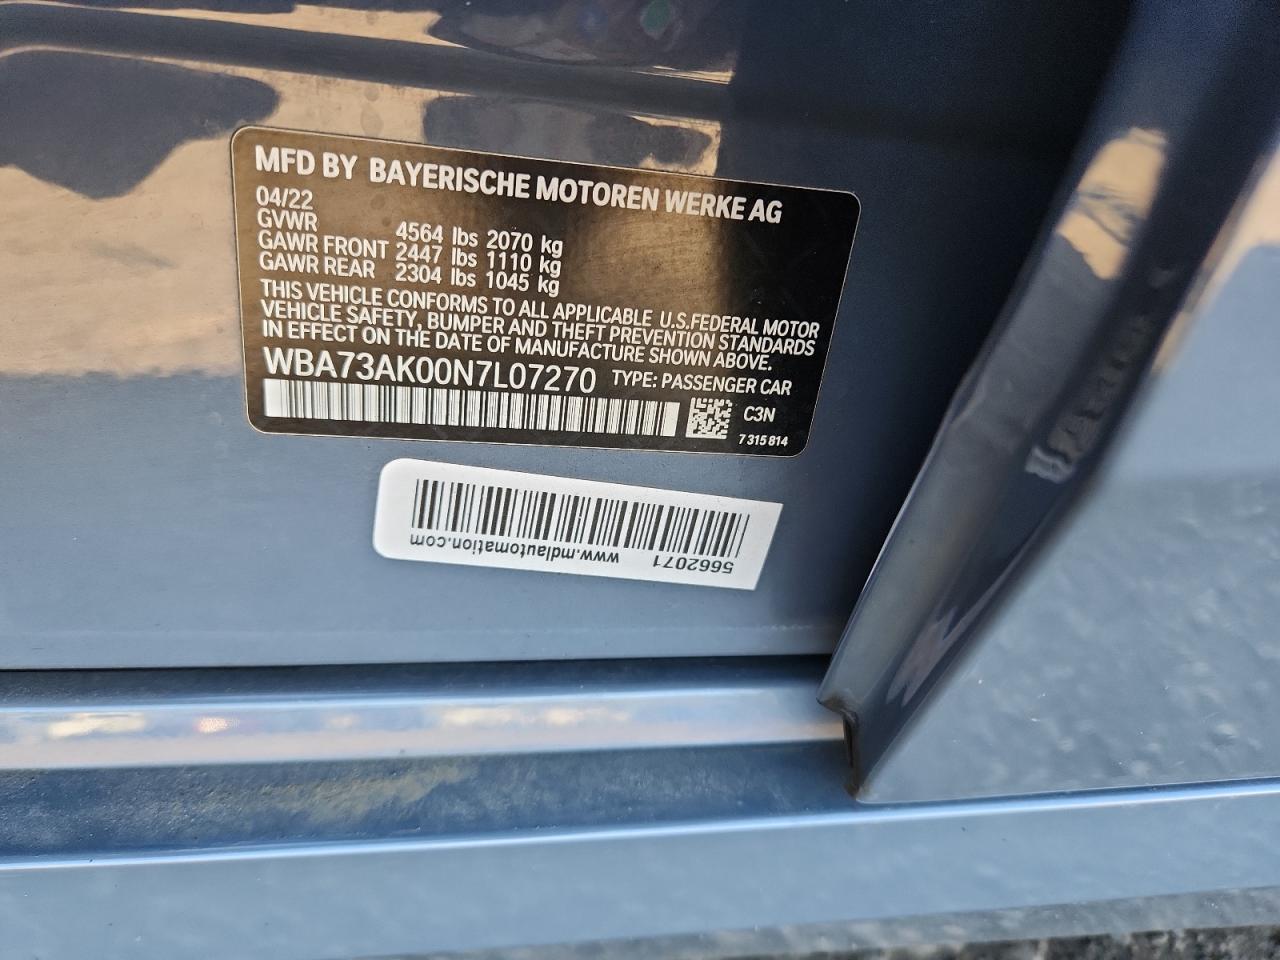 MFD BY BAYERISCHE MOTOREN WERKE AG
04/22
GVWR 4564 lbs 2070 kg
GAWR FRONT 2447 lbs 1110 kg
GAWR REAR 2304 lbs 1045 kg
THIS VEHICLE CONFORMS TO ALL APPLICABLE U.S.FEDERAL MOTOR
VEHICLE SAFETY, BUMPER AND THEFT PREVENTION STANDARDS
IN EFFECT ON THE DATE OF MANUFACTURE SHOWN ABOVE.
WBA73AK00N7L07270 TYPE: PASSENGER CAR
C3N
7 315 814
5662071 www.mdlautomation.com